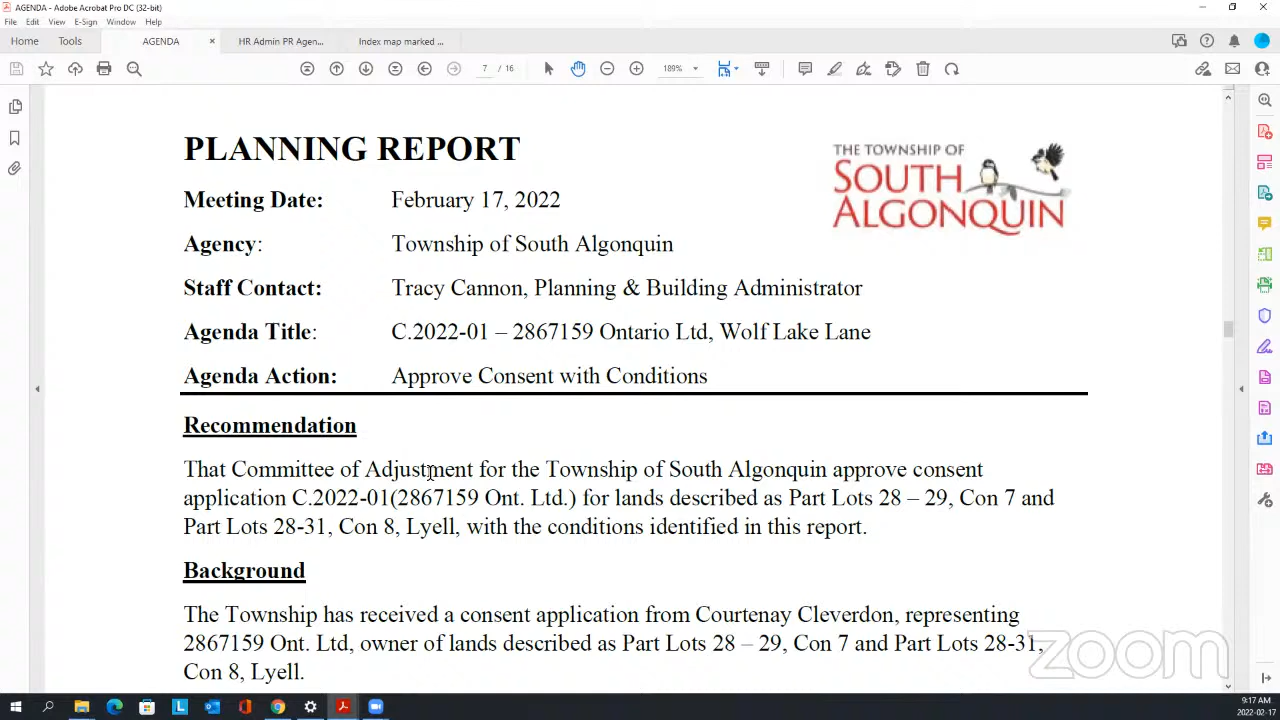 AGENDA - Adobe Acrobat Pro DC (32-bit)
File Edit View E-Sign Window Help
Home Tools AGENDA × HR Admin PR Agen... Index map marked ...
7 / 16 189%
PLANNING REPORT
THE TOWNSHIP OF
SOUTH
ALGONQUIN
Meeting Date: February 17, 2022
Agency: Township of South Algonquin
Staff Contact: Tracy Cannon, Planning & Building Administrator
Agenda Title: C.2022-01 – 2867159 Ontario Ltd, Wolf Lake Lane
Agenda Action: Approve Consent with Conditions
Recommendation
That Committee of Adjustment for the Township of South Algonquin approve consent
application C.2022-01(2867159 Ont. Ltd.) for lands described as Part Lots 28 – 29, Con 7 and
Part Lots 28-31, Con 8, Lyell, with the conditions identified in this report.
Background
The Township has received a consent application from Courtenay Cleverdon, representing
2867159 Ont. Ltd, owner of lands described as Part Lots 28 – 29, Con 7 and Part Lots 28-31,
Con 8, Lyell.
zoom
9:17 AM
2022-02-17